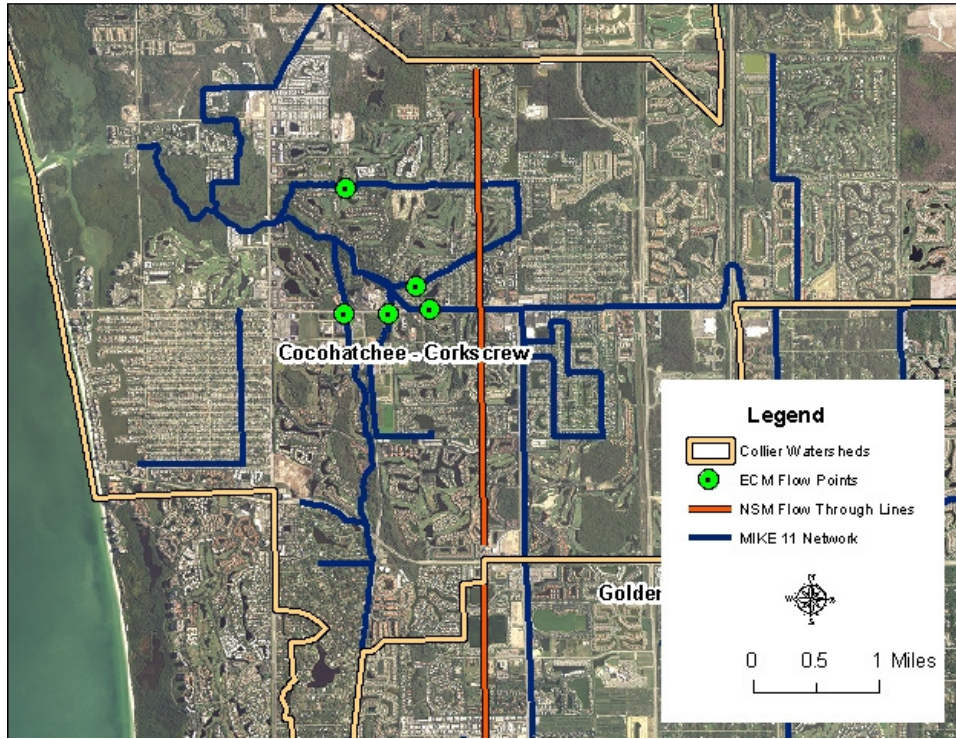 Cocohatchee - Corkscrew
Golden
Legend
Collier Watersheds
ECM Flow Points
NSM Flow Through Lines
MIKE 11 Network
N
W
E
S
0 0.5 1 Miles